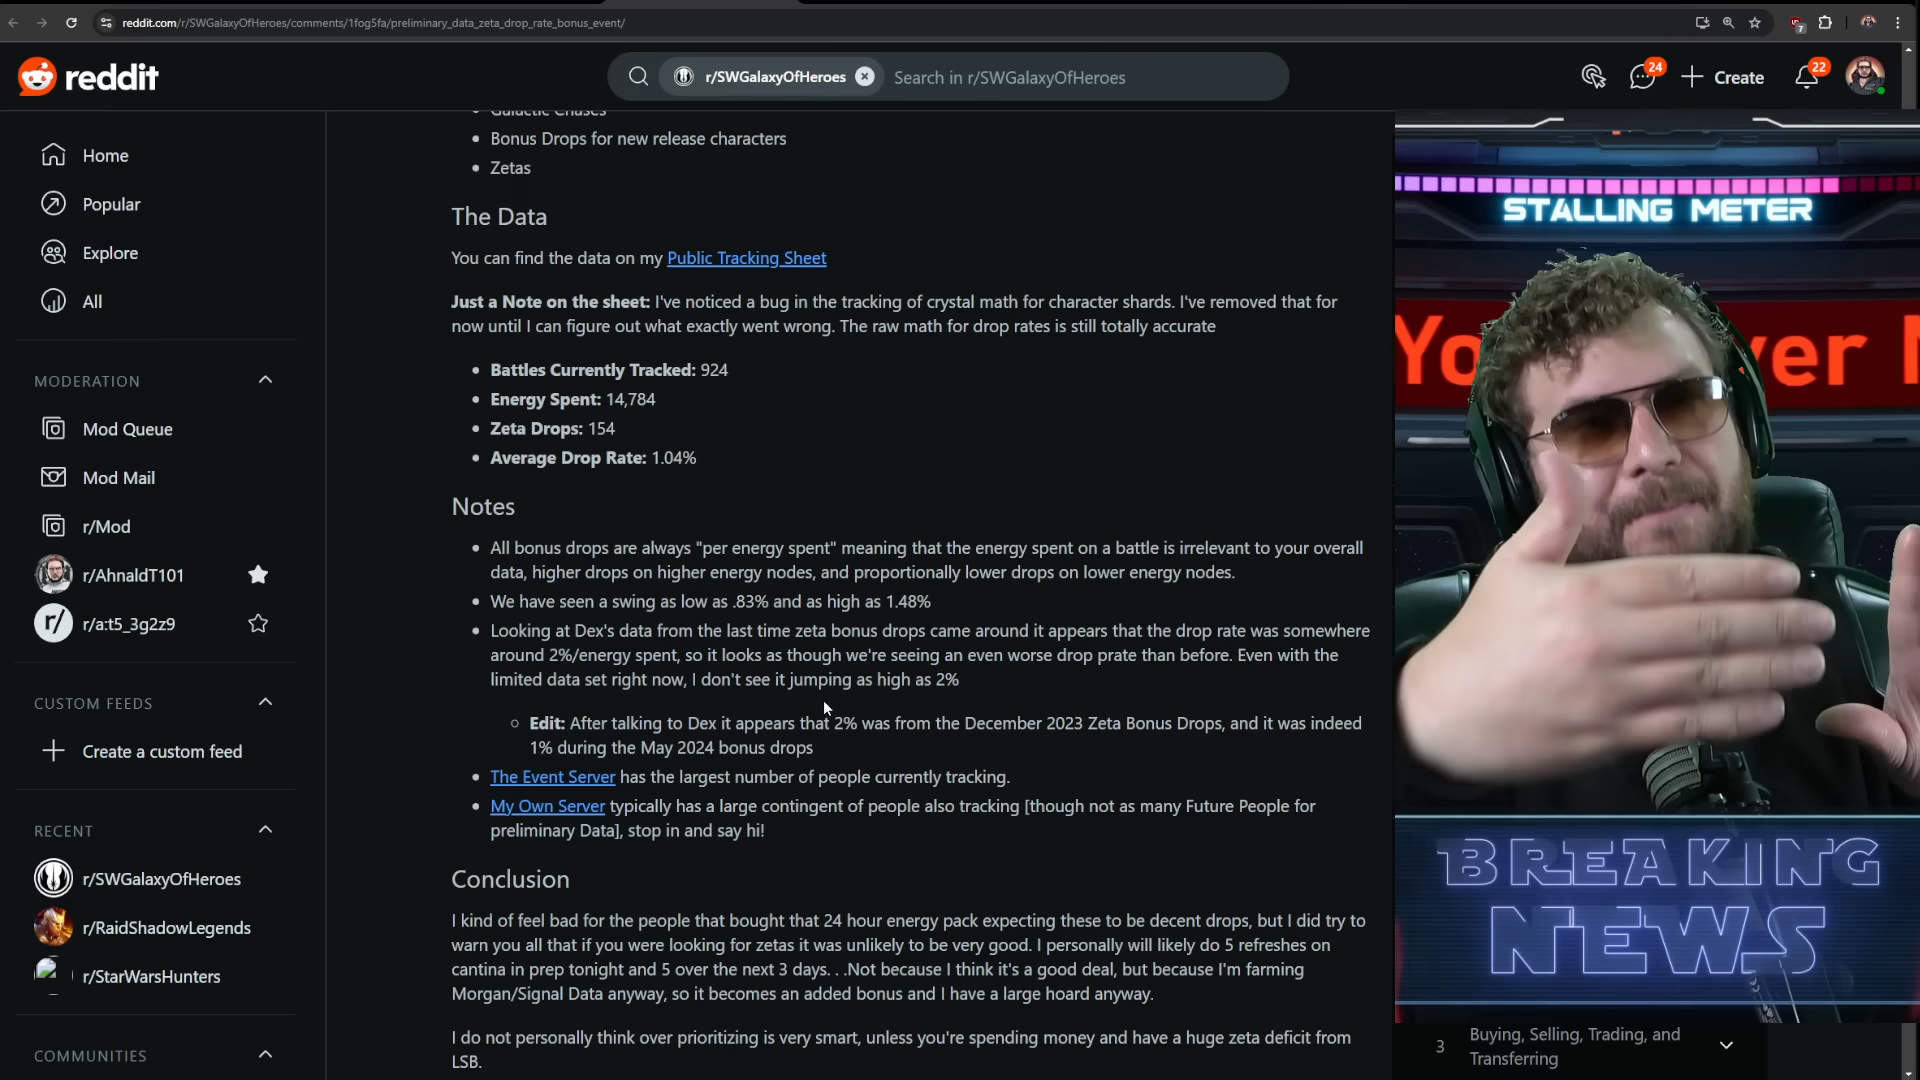 reddit.com/r/SWGalaxyOfHeroes/comments/1fog5fa/preliminary_data_zeta_drop_rate_bonus_event/
7
reddit
r/SWGalaxyOfHeroes
Search in r/SWGalaxyOfHeroes
24
Create
22
Home
Popular
Explore
All
MODERATION
Mod Queue
Mod Mail
r/Mod
r/AhnaldT101
r/ r/a:t5_3g2z9
CUSTOM FEEDS
Create a custom feed
RECENT
r/SWGalaxyOfHeroes
r/RaidShadowLegends
r/StarWarsHunters
COMMUNITIES
Galactic Chases
• Bonus Drops for new release characters
• Zetas
The Data
You can find the data on my Public Tracking Sheet
Just a Note on the sheet: I've noticed a bug in the tracking of crystal math for character shards. I've removed that for
now until I can figure out what exactly went wrong. The raw math for drop rates is still totally accurate
• Battles Currently Tracked: 924
• Energy Spent: 14,784
• Zeta Drops: 154
• Average Drop Rate: 1.04%
Notes
• All bonus drops are always "per energy spent" meaning that the energy spent on a battle is irrelevant to your overall
data, higher drops on higher energy nodes, and proportionally lower drops on lower energy nodes.
• We have seen a swing as low as .83% and as high as 1.48%
• Looking at Dex's data from the last time zeta bonus drops came around it appears that the drop rate was somewhere
around 2%/energy spent, so it looks as though we're seeing an even worse drop prate than before. Even with the
limited data set right now, I don't see it jumping as high as 2%
○ Edit: After talking to Dex it appears that 2% was from the December 2023 Zeta Bonus Drops, and it was indeed
1% during the May 2024 bonus drops
• The Event Server has the largest number of people currently tracking.
• My Own Server typically has a large contingent of people also tracking [though not as many Future People for
preliminary Data], stop in and say hi!
Conclusion
I kind of feel bad for the people that bought that 24 hour energy pack expecting these to be decent drops, but I did try to
warn you all that if you were looking for zetas it was unlikely to be very good. I personally will likely do 5 refreshes on
cantina in prep tonight and 5 over the next 3 days. . .Not because I think it's a good deal, but because I'm farming
Morgan/Signal Data anyway, so it becomes an added bonus and I have a large hoard anyway.
I do not personally think over prioritizing is very smart, unless you're spending money and have a huge zeta deficit from
LSB.
STALLING METER
BREAKING
NEWS
3 Buying, Selling, Trading, and
Transferring